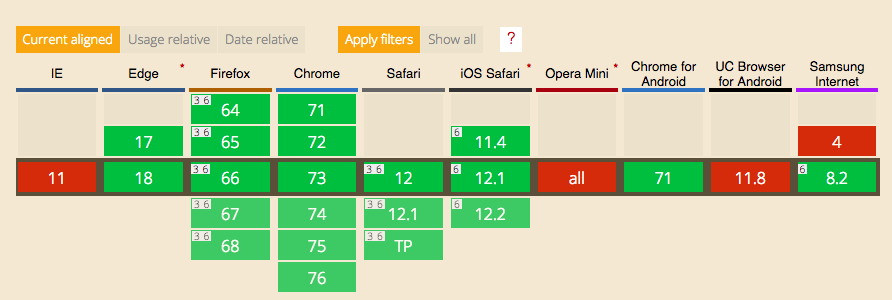 Current aligned Usage relative Date relative Apply filters Show all ?
IE Edge * Firefox Chrome Safari iOS Safari * Opera Mini * Chrome for Android UC Browser for Android Samsung Internet
3 6 64 71
17 3 6 65 72 6 11.4 4
11 18 3 6 66 73 3 6 12 6 12.1 all 71 11.8 6 8.2
3 6 67 74 3 6 12.1 6 12.2
3 6 68 75 3 6 TP
76